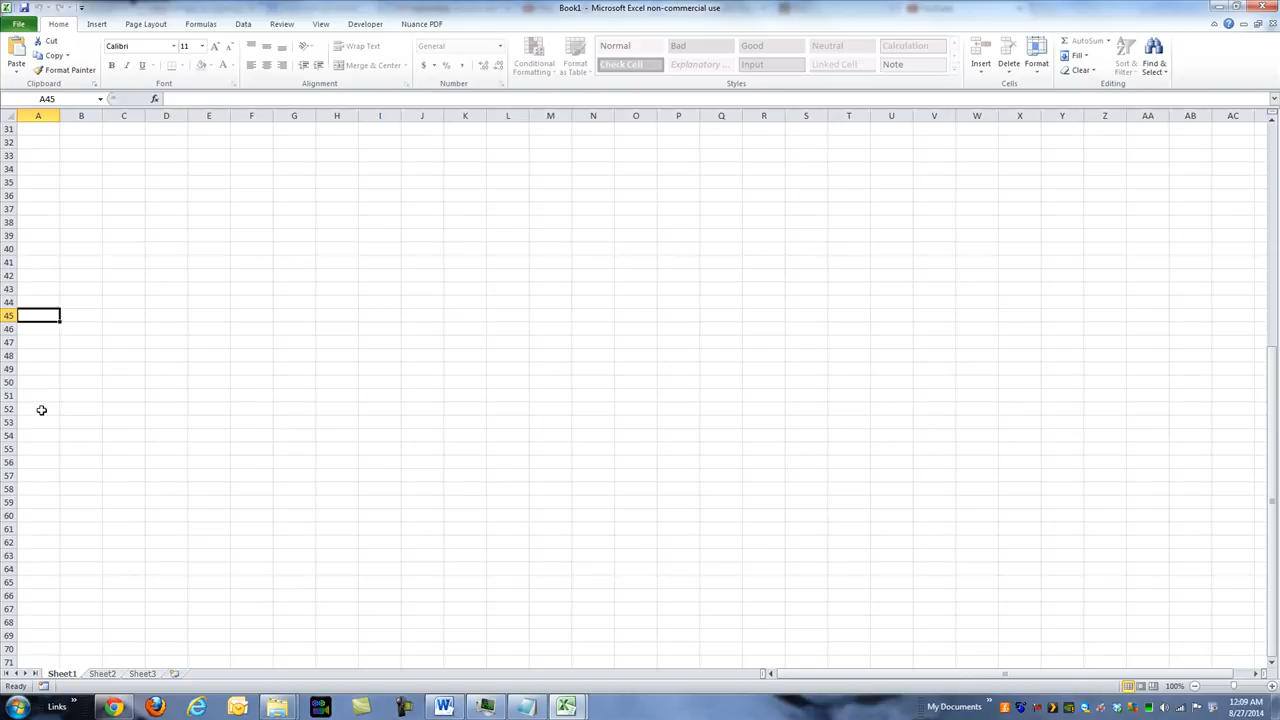 Book1 - Microsoft Excel non-commercial use
File Home Insert Page Layout Formulas Data Review View Developer Nuance PDF
Paste
Cut
Copy
Format Painter
Clipboard
Calibri 11
B I U
Font
Wrap Text
Merge & Center
Alignment
General
$ % ,
Number
Conditional Formatting
Format as Table
Normal Bad Good Neutral Calculation
Check Cell Explanatory ... Input Linked Cell Note
Styles
Insert Delete Format
Cells
Σ AutoSum
Fill
Clear
Sort & Filter
Find & Select
Editing
A45 fx
A B C D E F G H I J K L M N O P Q R S T U V W X Y Z AA AB AC
31
32
33
34
35
36
37
38
39
40
41
42
43
44
45
46
47
48
49
50
51
52
53
54
55
56
57
58
59
60
61
62
63
64
65
66
67
68
69
70
71
Sheet1 Sheet2 Sheet3
Ready 100%
Links » My Documents » 12:09 AM
8/27/2014